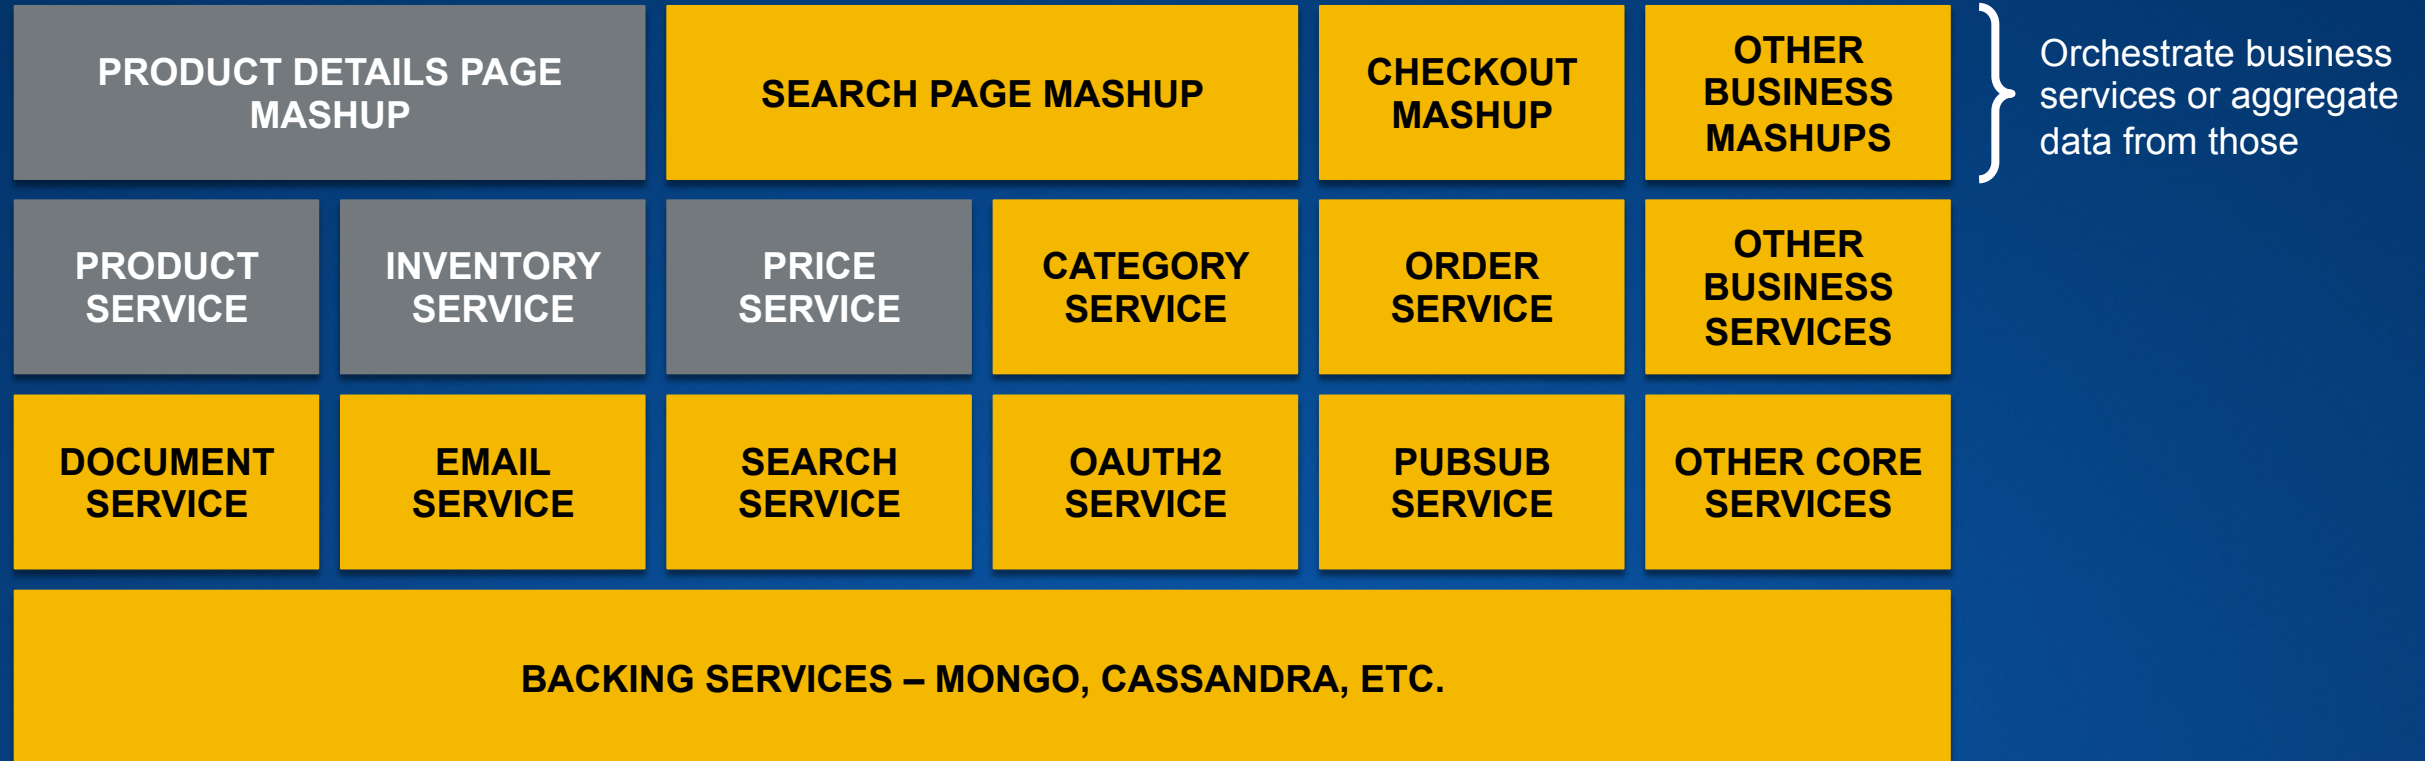 PRODUCT DETAILS PAGE
MASHUP
SEARCH PAGE MASHUP
CHECKOUT
MASHUP
OTHER
BUSINESS
MASHUPS
Orchestrate business
services or aggregate
data from those
PRODUCT
SERVICE
INVENTORY
SERVICE
PRICE
SERVICE
CATEGORY
SERVICE
ORDER
SERVICE
OTHER
BUSINESS
SERVICES
DOCUMENT
SERVICE
EMAIL
SERVICE
SEARCH
SERVICE
OAUTH2
SERVICE
PUBSUB
SERVICE
OTHER CORE
SERVICES
BACKING SERVICES – MONGO, CASSANDRA, ETC.